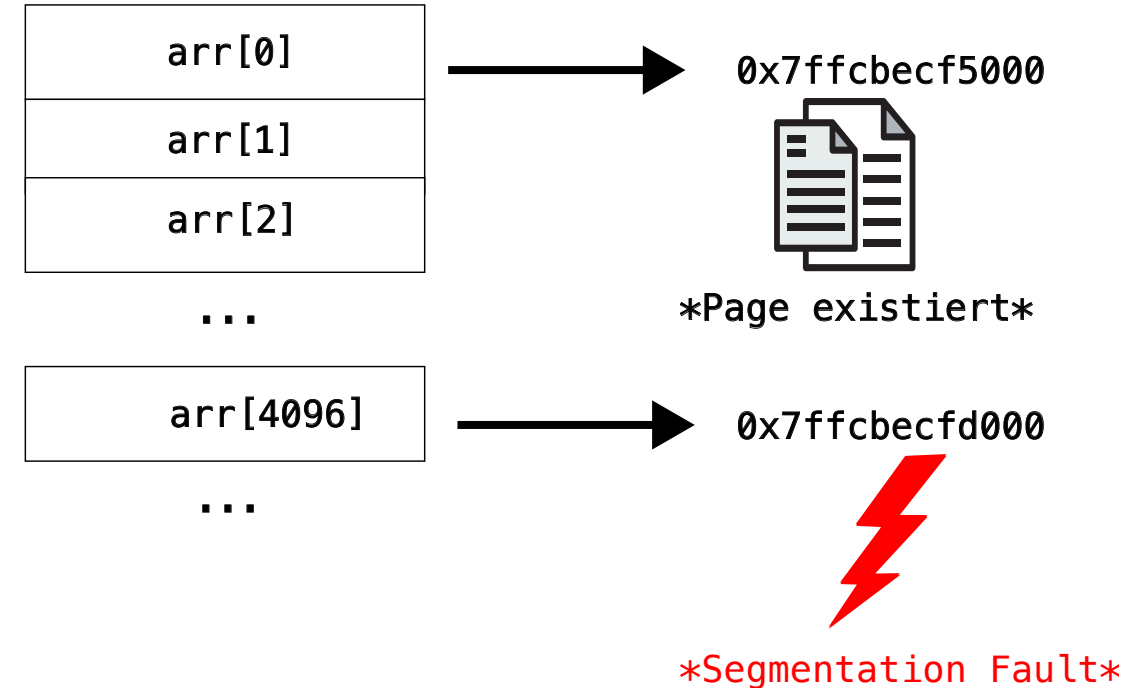 arr[0]
0x7ffcbecf5000
arr[1]
arr[2]
...
*Page existiert*
arr[4096]
0x7ffcbecfd000
...
*Segmentation Fault*